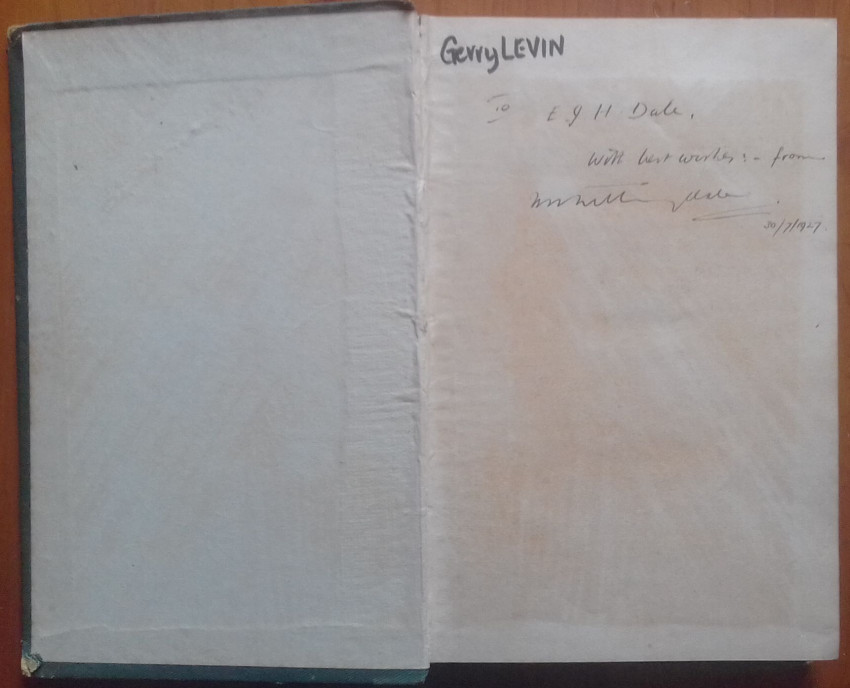 Gerry LEVIN
To E G H Dale.
With best wishes :- from
30/7/1927.